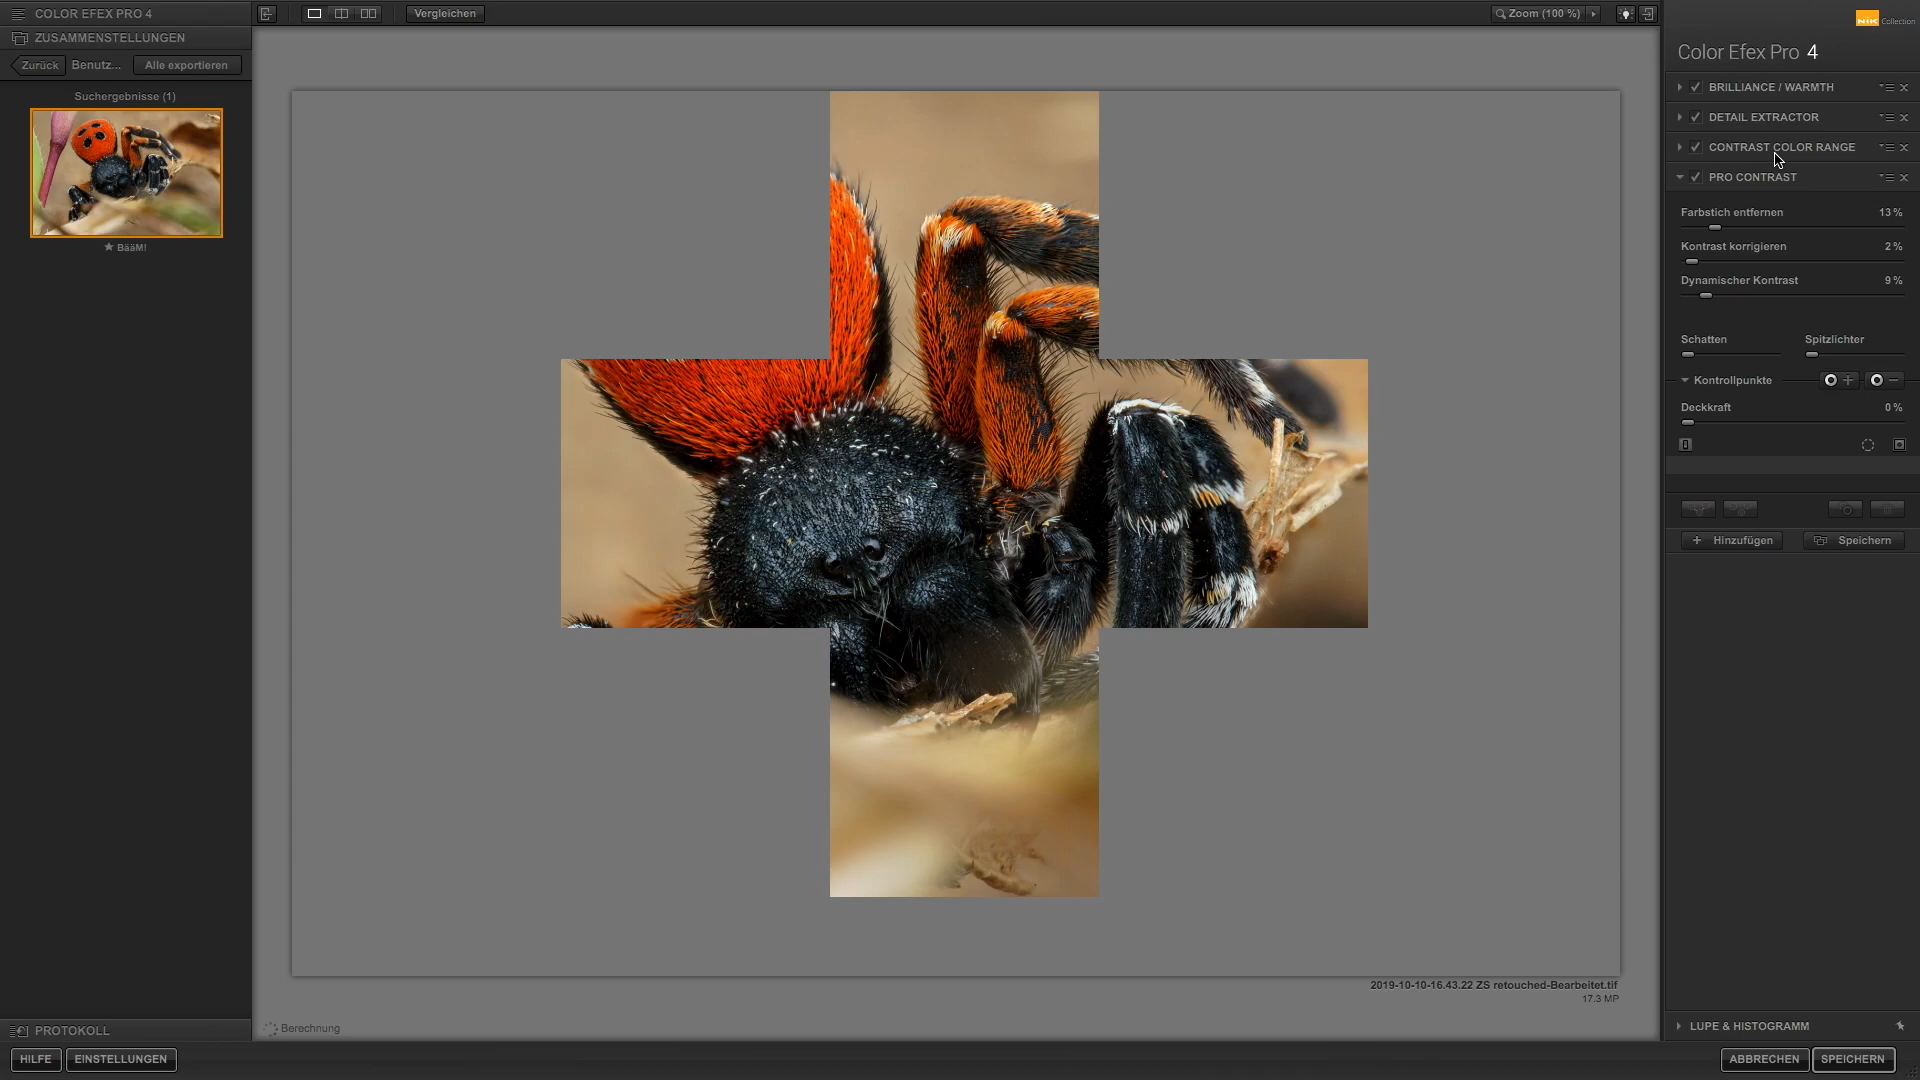 COLOR EFEX PRO 4
Vergleichen
Zoom (100 %)
Nik Collection
ZUSAMMENSTELLUNGEN
Zurück
Benutz...
Alle exportieren
Suchergebnisse (1)
★ BääM!
Color Efex Pro 4
BRILLIANCE / WARMTH
DETAIL EXTRACTOR
CONTRAST COLOR RANGE
PRO CONTRAST
Farbstich entfernen 13 %
Kontrast korrigieren 2 %
Dynamischer Kontrast 9 %
Schatten Spitzlichter
Kontrollpunkte
Deckkraft 0 %
+ Hinzufügen Speichern
2019-10-10-16.43.22 ZS retouched-Bearbeitet.tif
17.3 MP
Berechnung
PROTOKOLL
LUPE & HISTOGRAMM
HILFE EINSTELLUNGEN
ABBRECHEN SPEICHERN